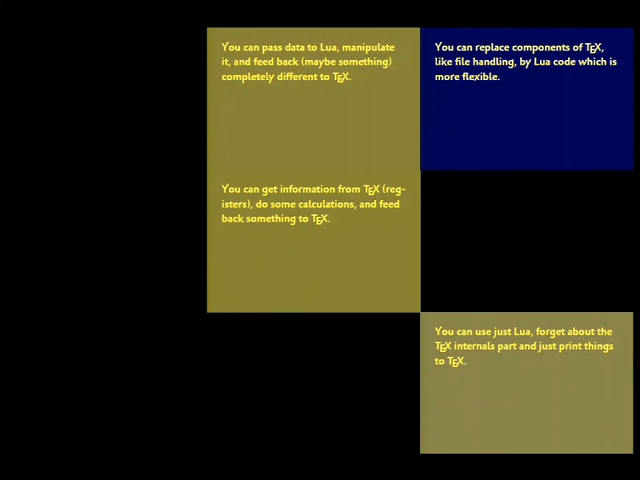 You can pass data to Lua, manipulate
it, and feed back (maybe something)
completely different to TEX.
You can replace components of TEX,
like file handling, by Lua code which is
more flexible.
You can get information from TEX (reg-
isters), do some calculations, and feed
back something to TEX.
You can use just Lua, forget about the
TEX internals part and just print things
to TEX.